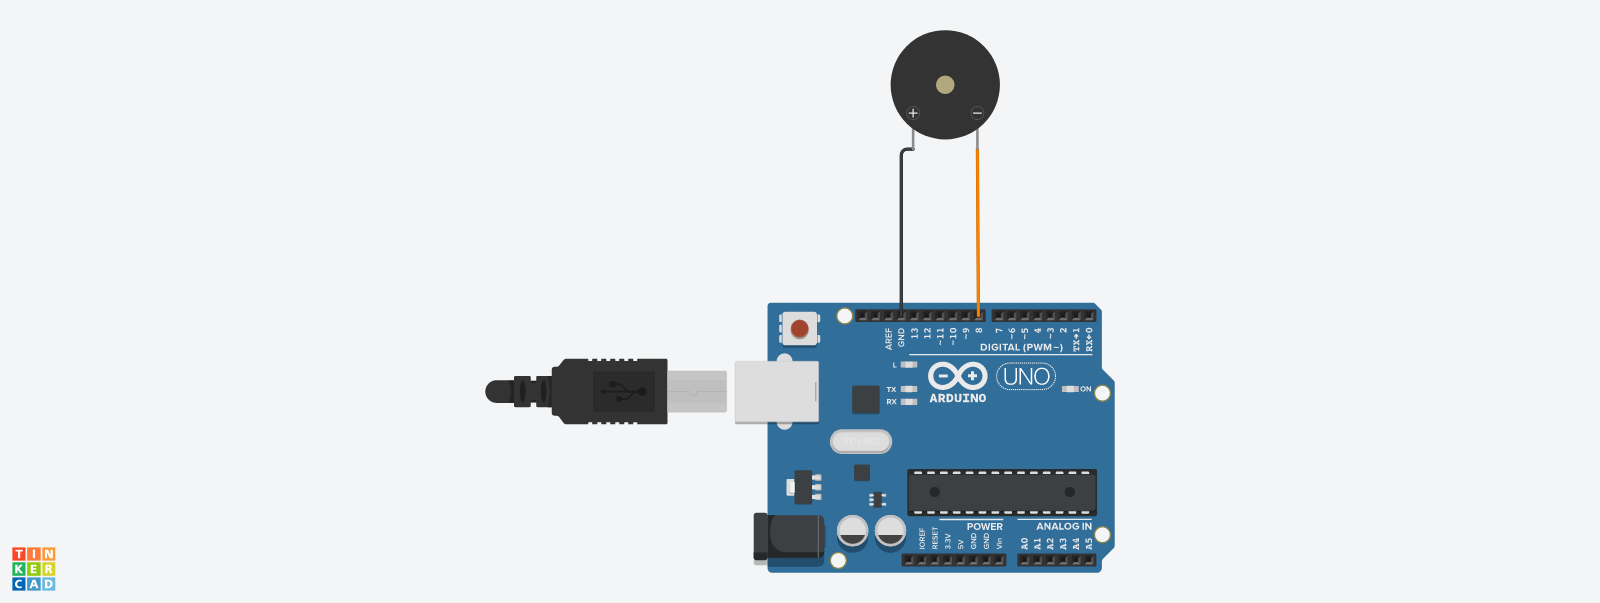 + −
AREF
GND
13
12
~11
~10
~9
8
7
~6
~5
4
~3
2
TX→1
RX←0
DIGITAL (PWM~)
L
TX
RX
UNO
ON
ARDUINO
IOREF
RESET
3.3V
5V
GND
GND
Vin
POWER
ANALOG IN
A0
A1
A2
A3
A4
A5
TIN
KER
CAD